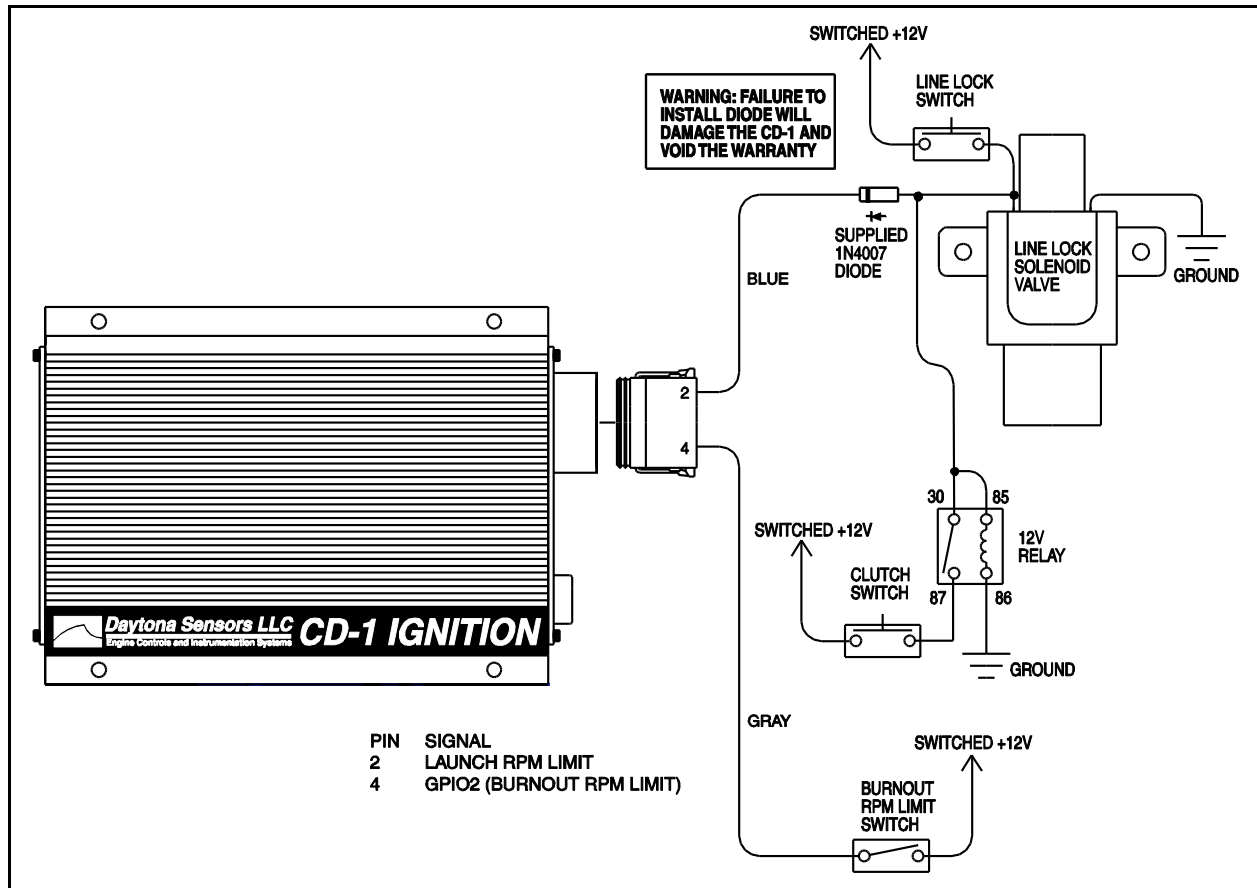 SWITCHED +12V
LINE LOCK
SWITCH
WARNING: FAILURE TO
INSTALL DIODE WILL
DAMAGE THE CD-1 AND
VOID THE WARRANTY
SUPPLIED
1N4007
DIODE
LINE LOCK
SOLENOID
VALVE
GROUND
BLUE
2
4
30
85
12V
RELAY
87
86
SWITCHED +12V
CLUTCH
SWITCH
GROUND
Daytona Sensors LLC
Engine Controls and Instrumentation Systems
CD-1 IGNITION
GRAY
PIN SIGNAL
2 LAUNCH RPM LIMIT
4 GPIO2 (BURNOUT RPM LIMIT)
SWITCHED +12V
BURNOUT
RPM LIMIT
SWITCH